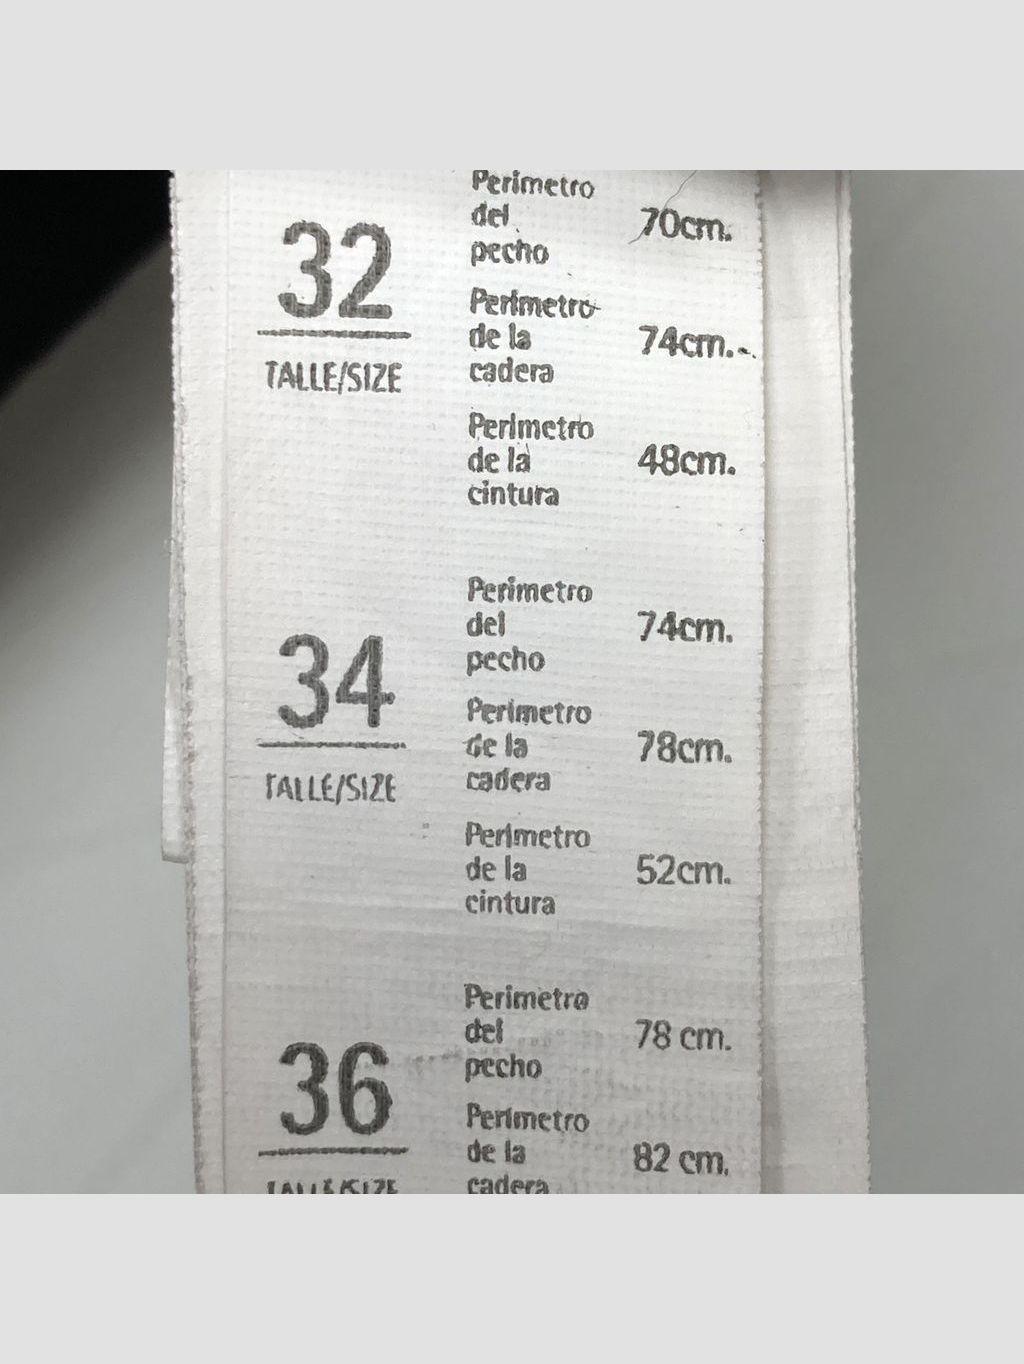 32
TALLE/SIZE
Perimetro
del
pecho
70cm.
Perimetro
de la
cadera
74cm.
Perimetro
de la
cintura
48cm.
34
TALLE/SIZE
Perimetro
del
pecho
74cm.
Perimetro
de la
cadera
78cm.
Perimetro
de la
cintura
52cm.
36
TALLE/SIZE
Perimetro
del
pecho
78 cm.
Perimetro
de la
cadera
82 cm.